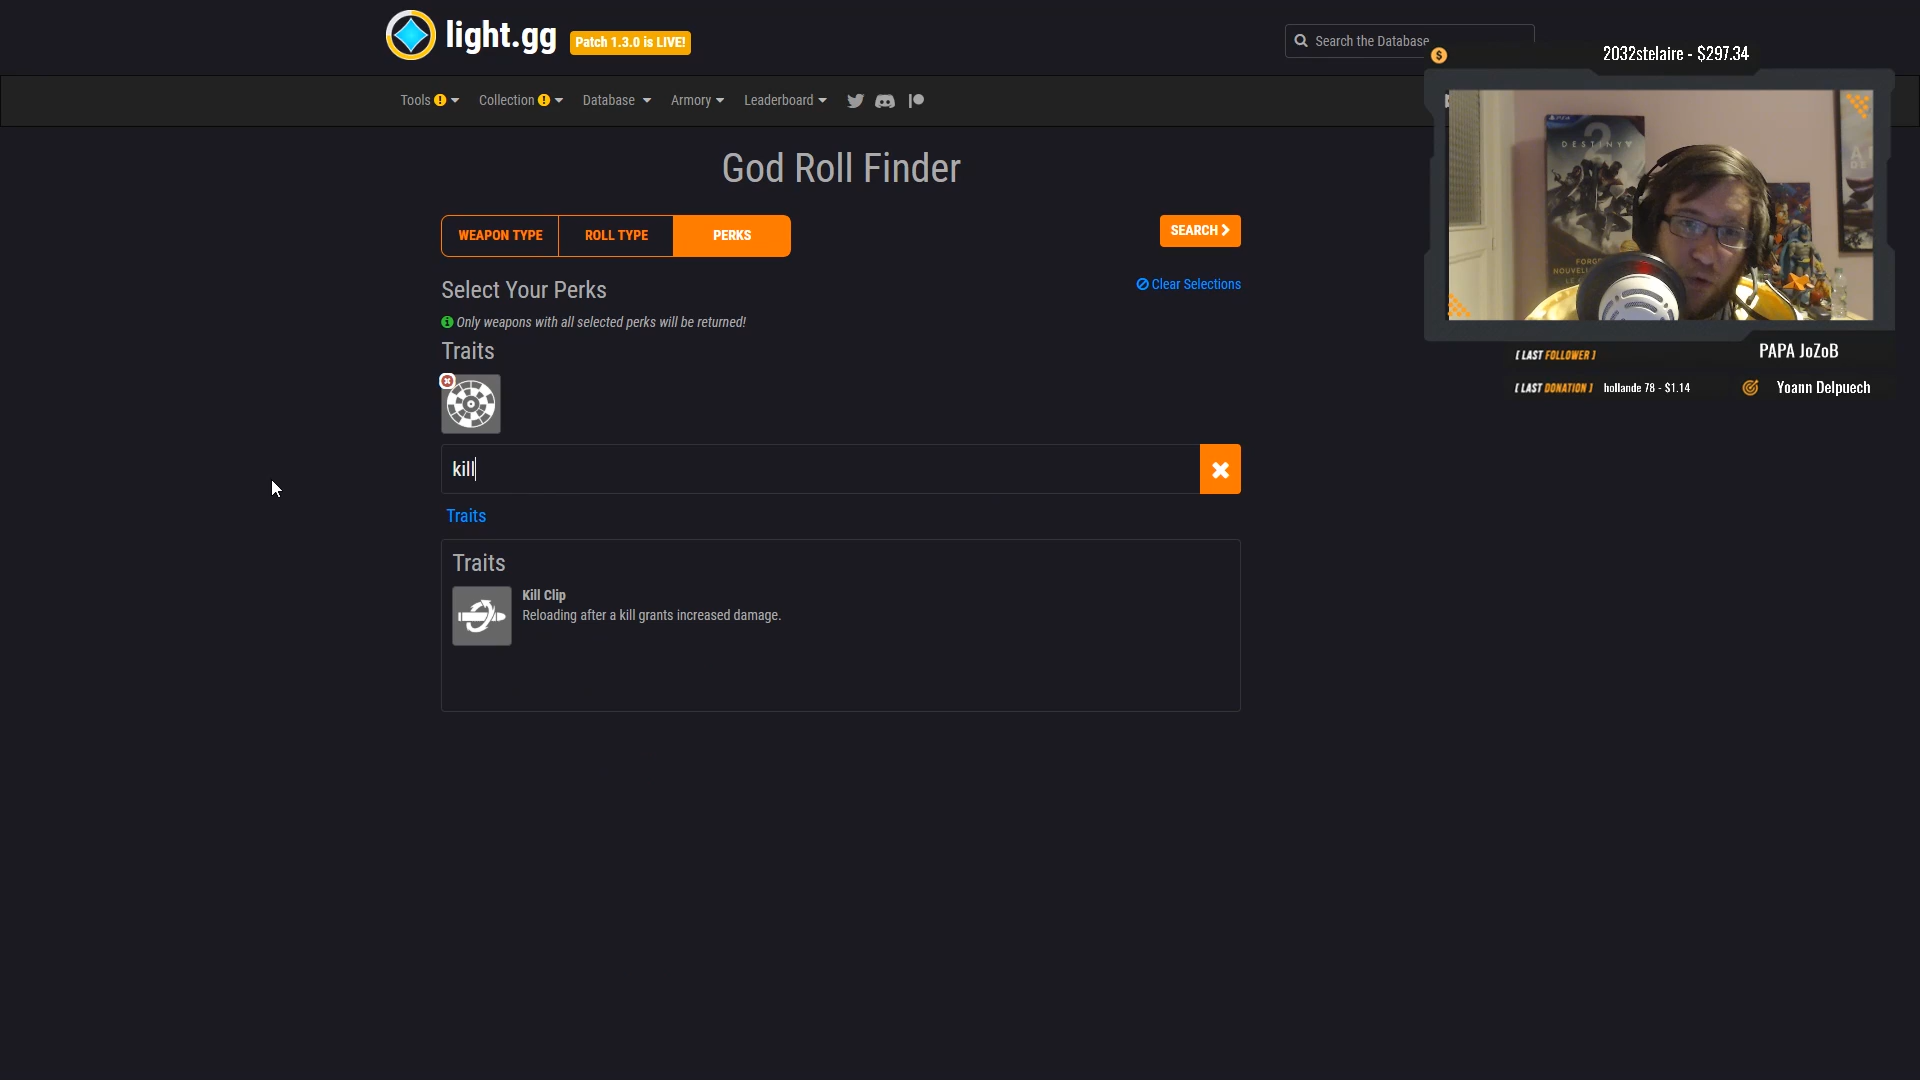 light.gg
Patch 1.3.0 is LIVE!
Search the Database
2032stelaire - $297.34
Tools
Collection
Database
Armory
Leaderboard
God Roll Finder
WEAPON TYPE
ROLL TYPE
PERKS
SEARCH
Select Your Perks
Clear Selections
Only weapons with all selected perks will be returned!
Traits
kill
Traits
Traits
Kill Clip
Reloading after a kill grants increased damage.
DESTINY
[ LAST FOLLOWER ]
PAPA JoZoB
[ LAST DONATION ]
hollande 78 - $1.14
Yoann Delpuech